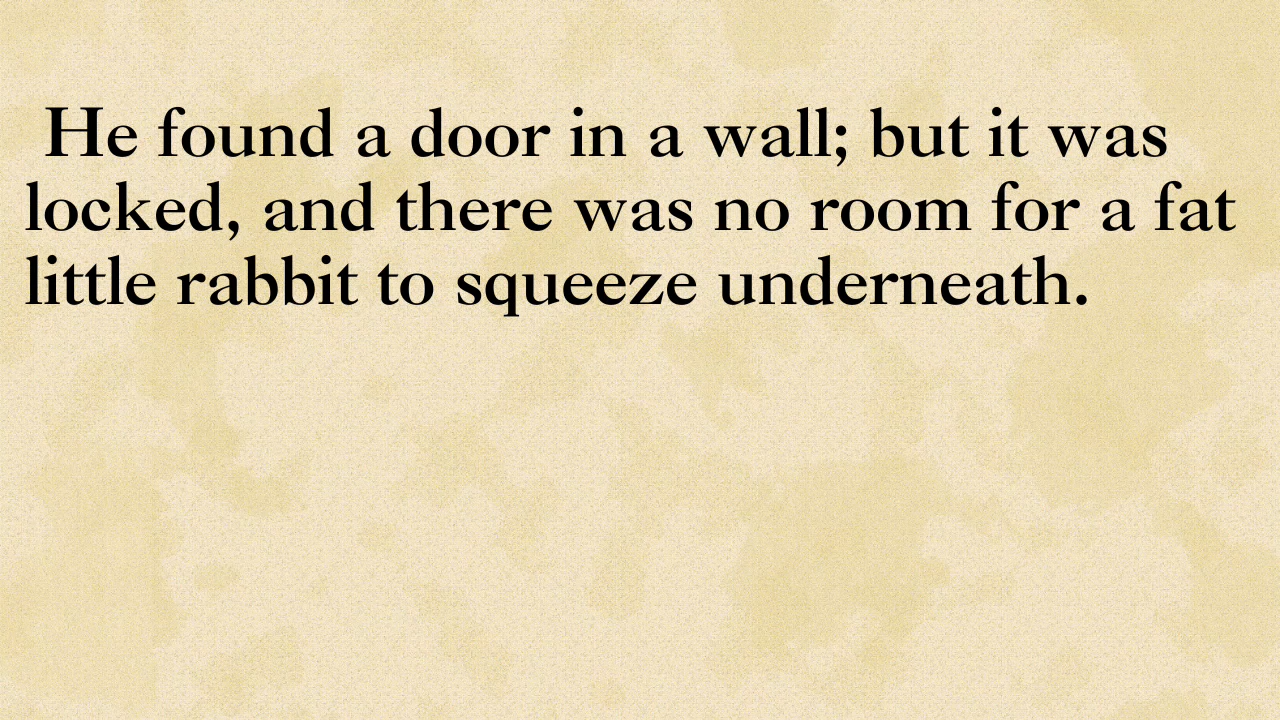 He found a door in a wall; but it was
locked, and there was no room for a fat
little rabbit to squeeze underneath.